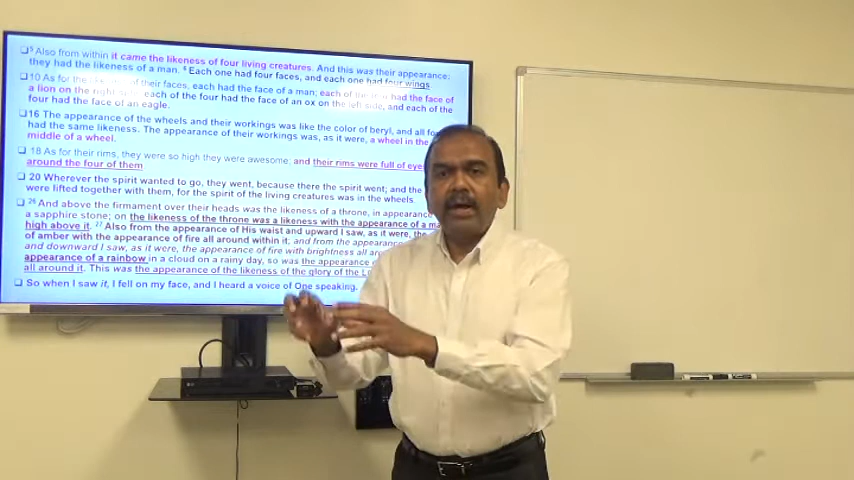 ❑⁵ Also from within it came the likeness of four living creatures. And this was their appearance:
they had the likeness of a man. ⁶ Each one had four faces, and each one had four wings
❑ 10 As for the likeness of their faces, each had the face of a man; each of the four had the face of
a lion on the right side, each of the four had the face of an ox on the left side, and each of the
four had the face of an eagle.
❑16 The appearance of the wheels and their workings was like the color of beryl, and all
had the same likeness. The appearance of their workings was, as it were, a wheel in the
middle of a wheel.
❑ 18 As for their rims, they were so high they were awesome; and their rims were full of
around the four of them
❑ 20 Wherever the spirit wanted to go, they went, because there the spirit went; and the
were lifted together with them, for the spirit of the living creatures was in the wheels.
❑ ²⁶ And above the firmament over their heads was the likeness of a throne, in appearance
a sapphire stone; on the likeness of the throne was a likeness with the appearance of a
high above it. ²⁷ Also from the appearance of His waist and upward I saw, as it were, the
of amber with the appearance of fire all around within it; and from the appearance
and downward I saw, as it were, the appearance of fire with brightness all
appearance of a rainbow in a cloud on a rainy day, so was the appearance of
all around it. This was the appearance of the likeness of the glory of the
❑ So when I saw it, I fell on my face, and I heard a voice of One speaking.